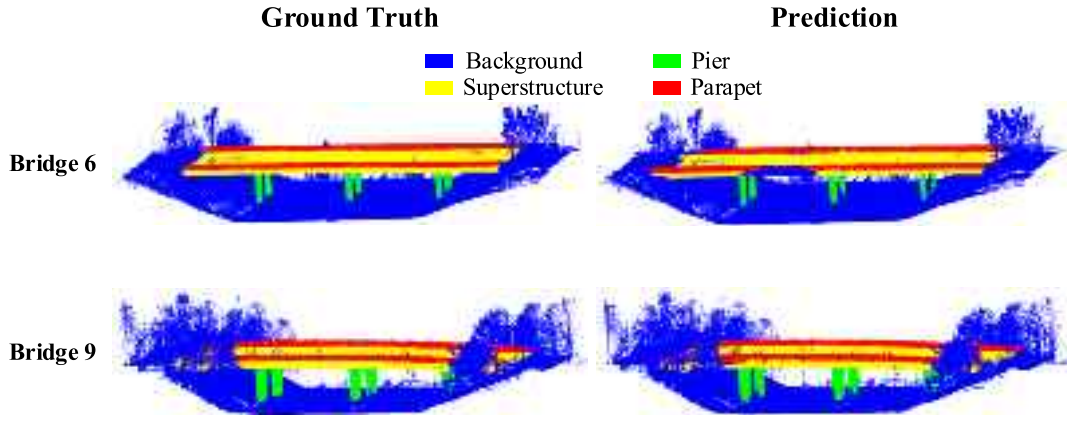 Ground Truth
Prediction
Background
Pier
Superstructure
Parapet
Bridge 6
Bridge 9